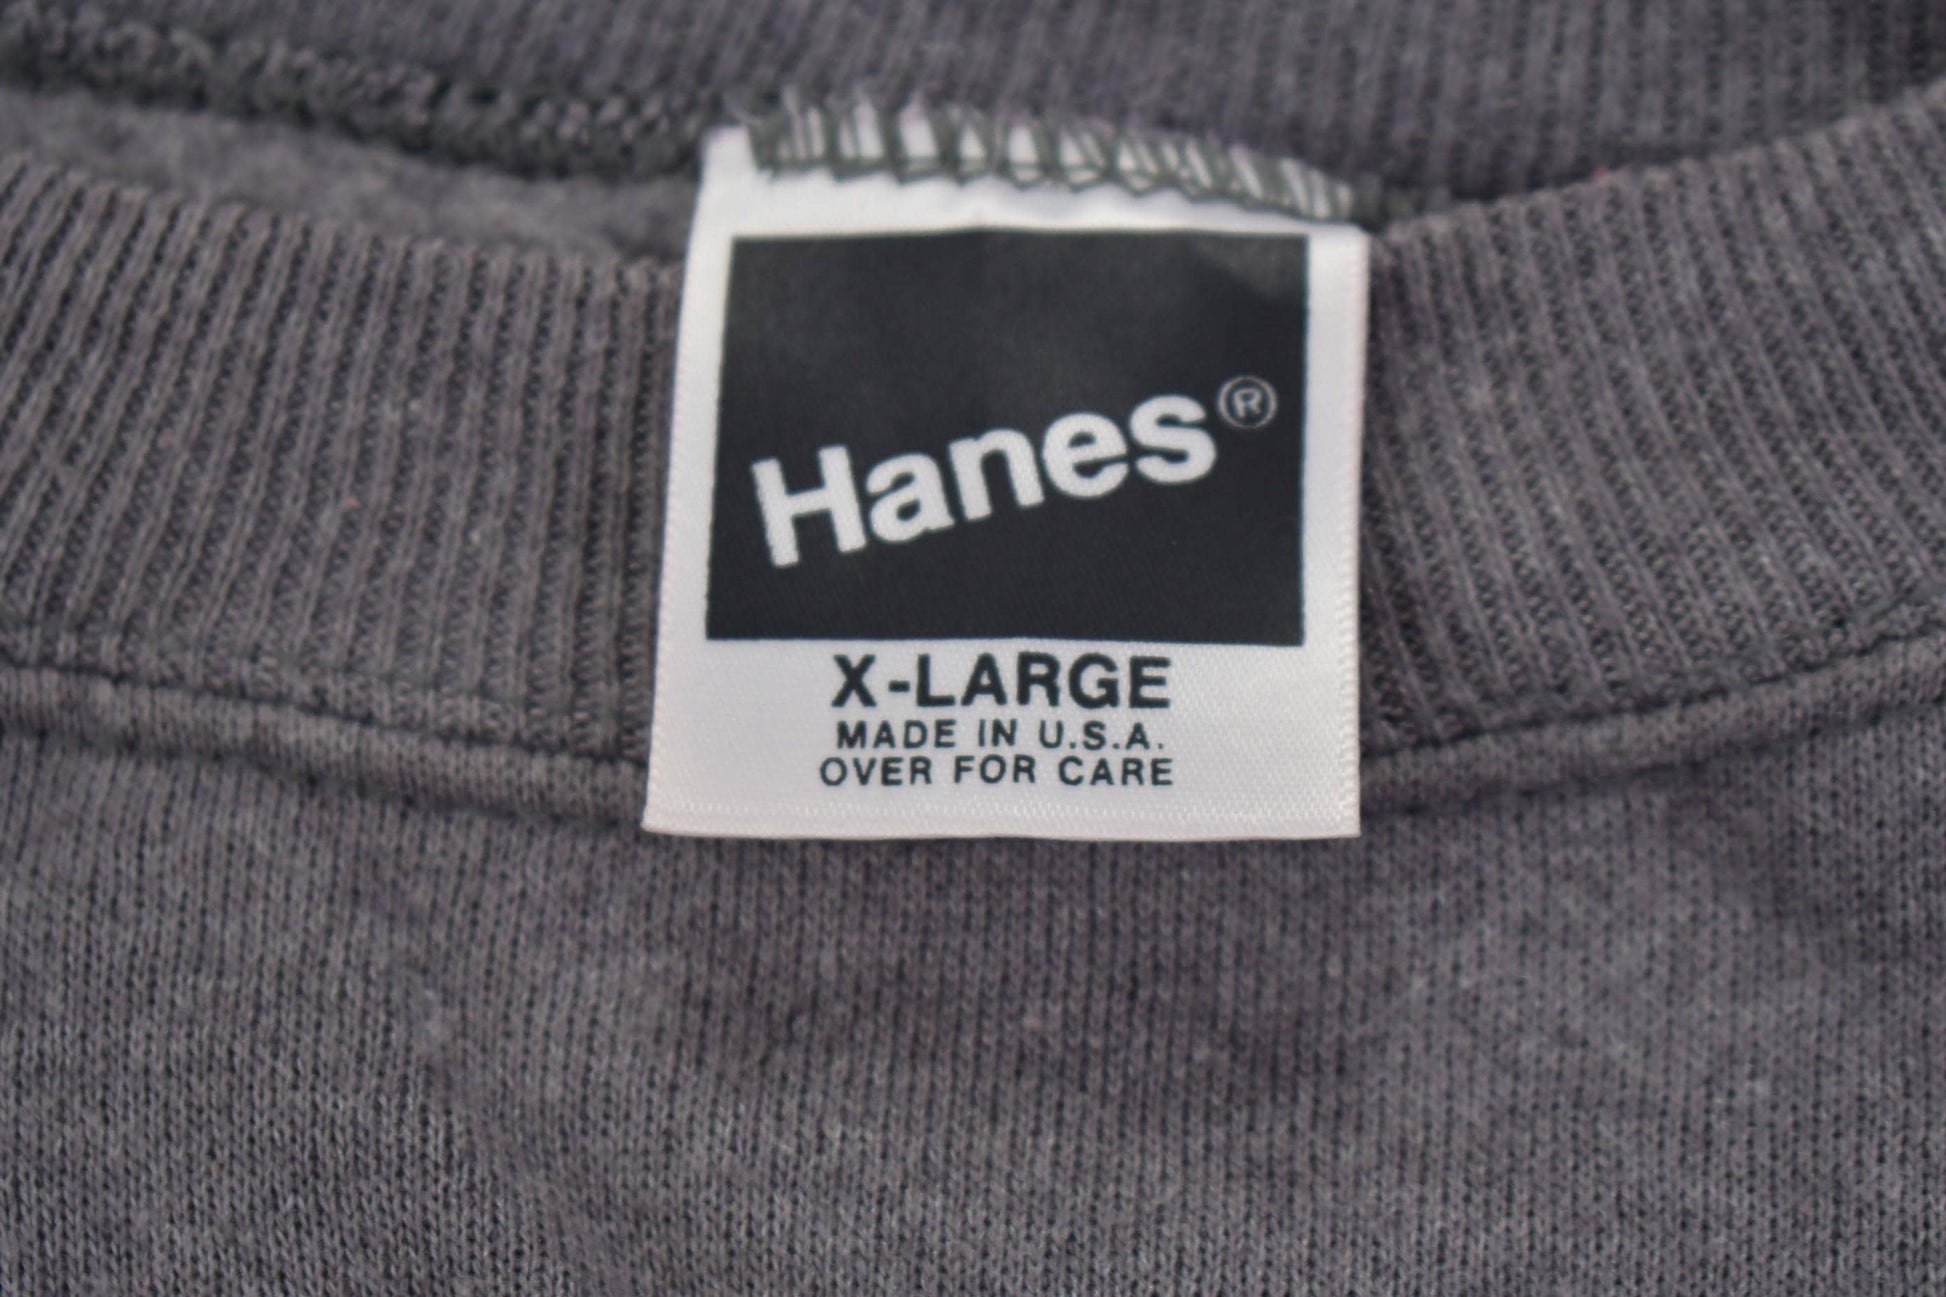 Hanes®
X-LARGE
MADE IN U.S.A.
OVER FOR CARE